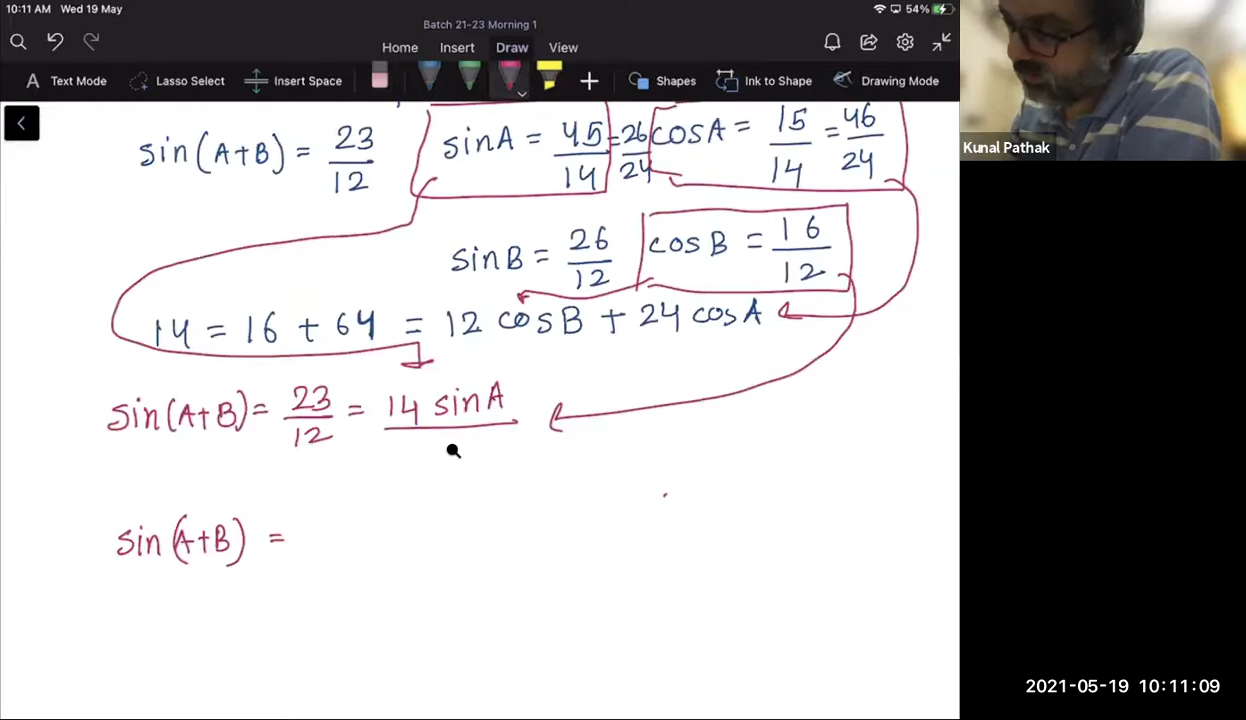 10:11 AM Wed 19 May
54%
Batch 21-23 Morning 1
Home Insert Draw View
A Text Mode Lasso Select Insert Space Shapes Ink to Shape Drawing Mode
Kunal Pathak
sin(A+B) = 23/12 sinA = 45/14 = 26/24 cosA = 15/14 = 46/24
sinB = 26/12 cosB = 16/12
14 = 16 + 64 = 12 cosB + 24 cosA
sin(A+B) = 23/12 = 14 sinA
sin(A+B) =
2021-05-19 10:11:09